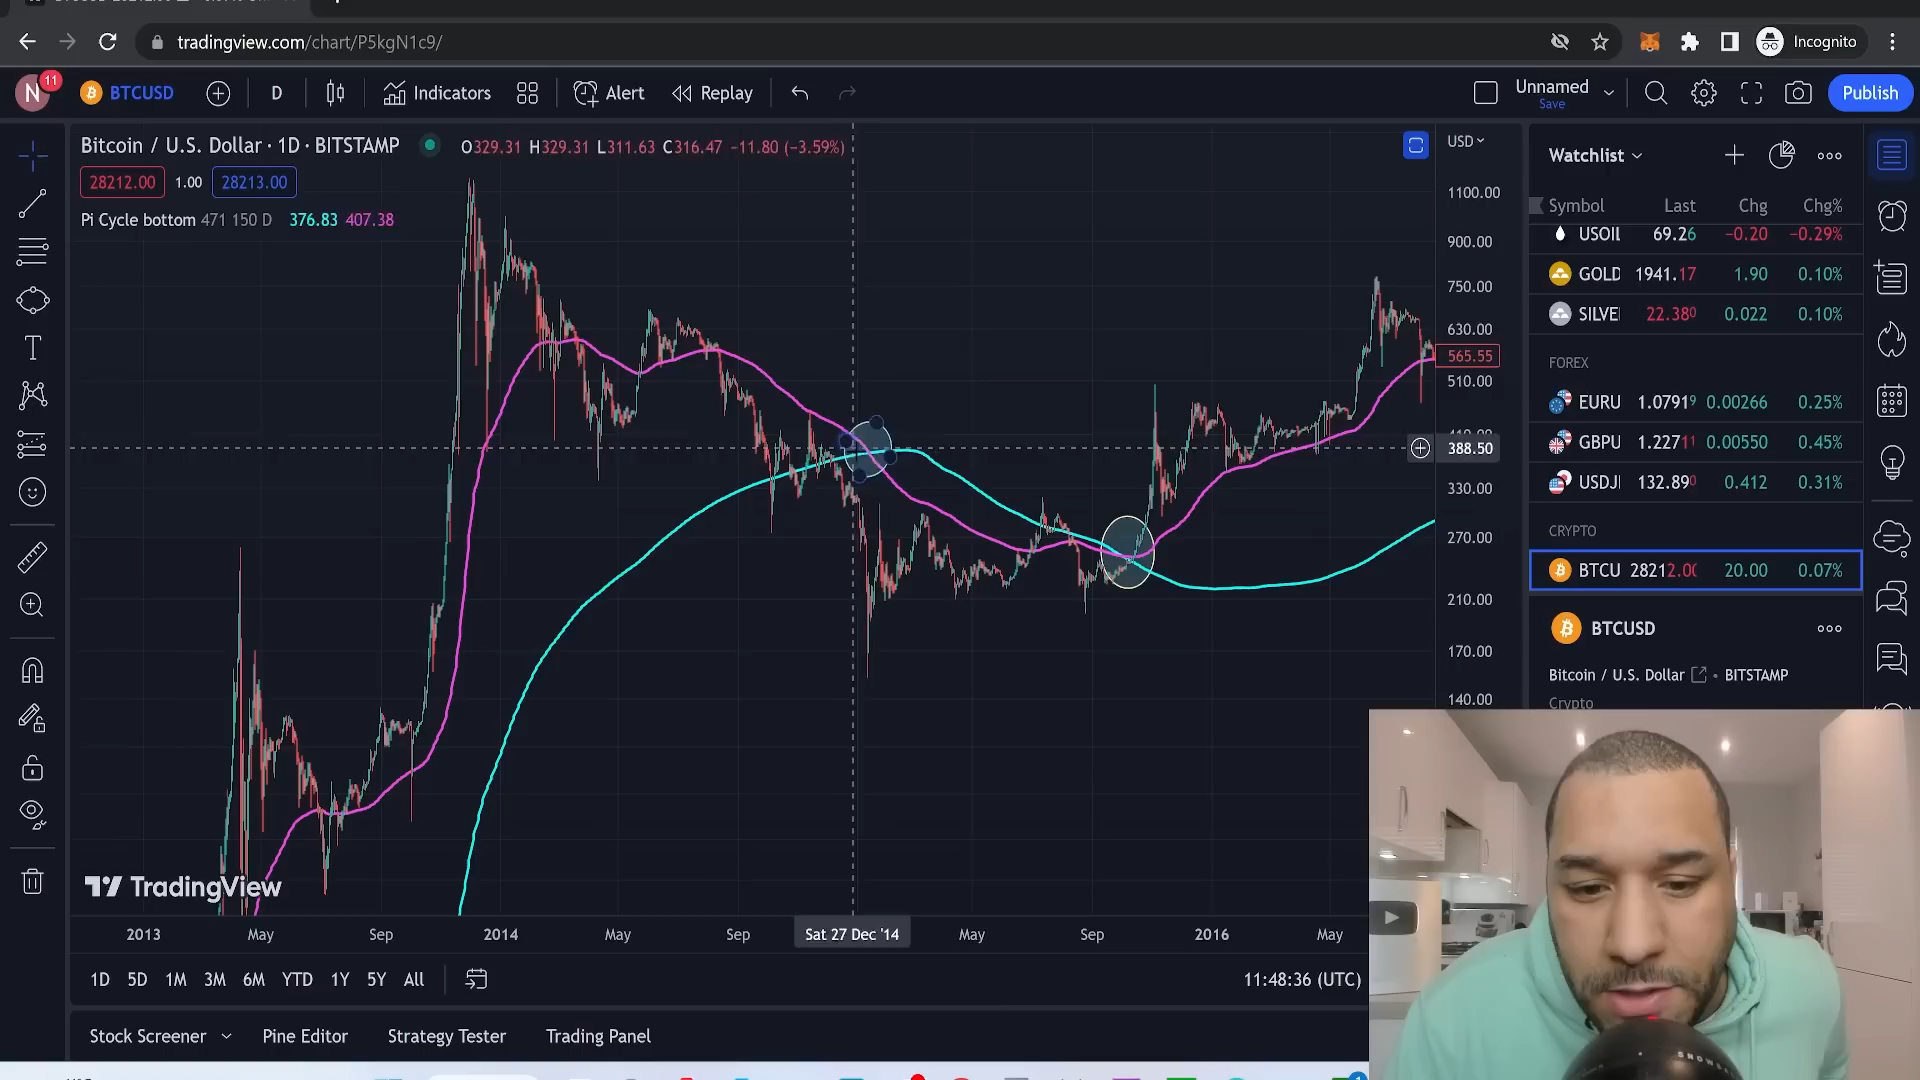 tradingview.com/chart/P5kgN1c9/
Incognito
N
11
BTCUSD
D
Indicators
Alert
Replay
Unnamed
Save
Publish
Bitcoin / U.S. Dollar · 1D · BITSTAMP
O329.31 H329.31 L311.63 C316.47 −11.80 (−3.59%)
28212.00 1.00 28213.00
Pi Cycle bottom 471 150 D 376.83 407.38
USD
1100.00
900.00
750.00
630.00
565.55
510.00
388.50
330.00
270.00
210.00
170.00
140.00
TradingView
2013 May Sep 2014 May Sep Sat 27 Dec '14 May Sep 2016 May
1D 5D 1M 3M 6M YTD 1Y 5Y All
11:48:36 (UTC)
Stock Screener Pine Editor Strategy Tester Trading Panel
Watchlist
Symbol Last Chg Chg%
USOIL 69.26 −0.20 −0.29%
GOLD 1941.17 1.90 0.10%
SILVE 22.380 0.022 0.10%
FOREX
EURU 1.07919 0.00266 0.25%
GBPU 1.22711 0.00550 0.45%
USDJ 132.890 0.412 0.31%
CRYPTO
BTCU 28212.00 20.00 0.07%
BTCUSD
Bitcoin / U.S. Dollar • BITSTAMP
Crypto